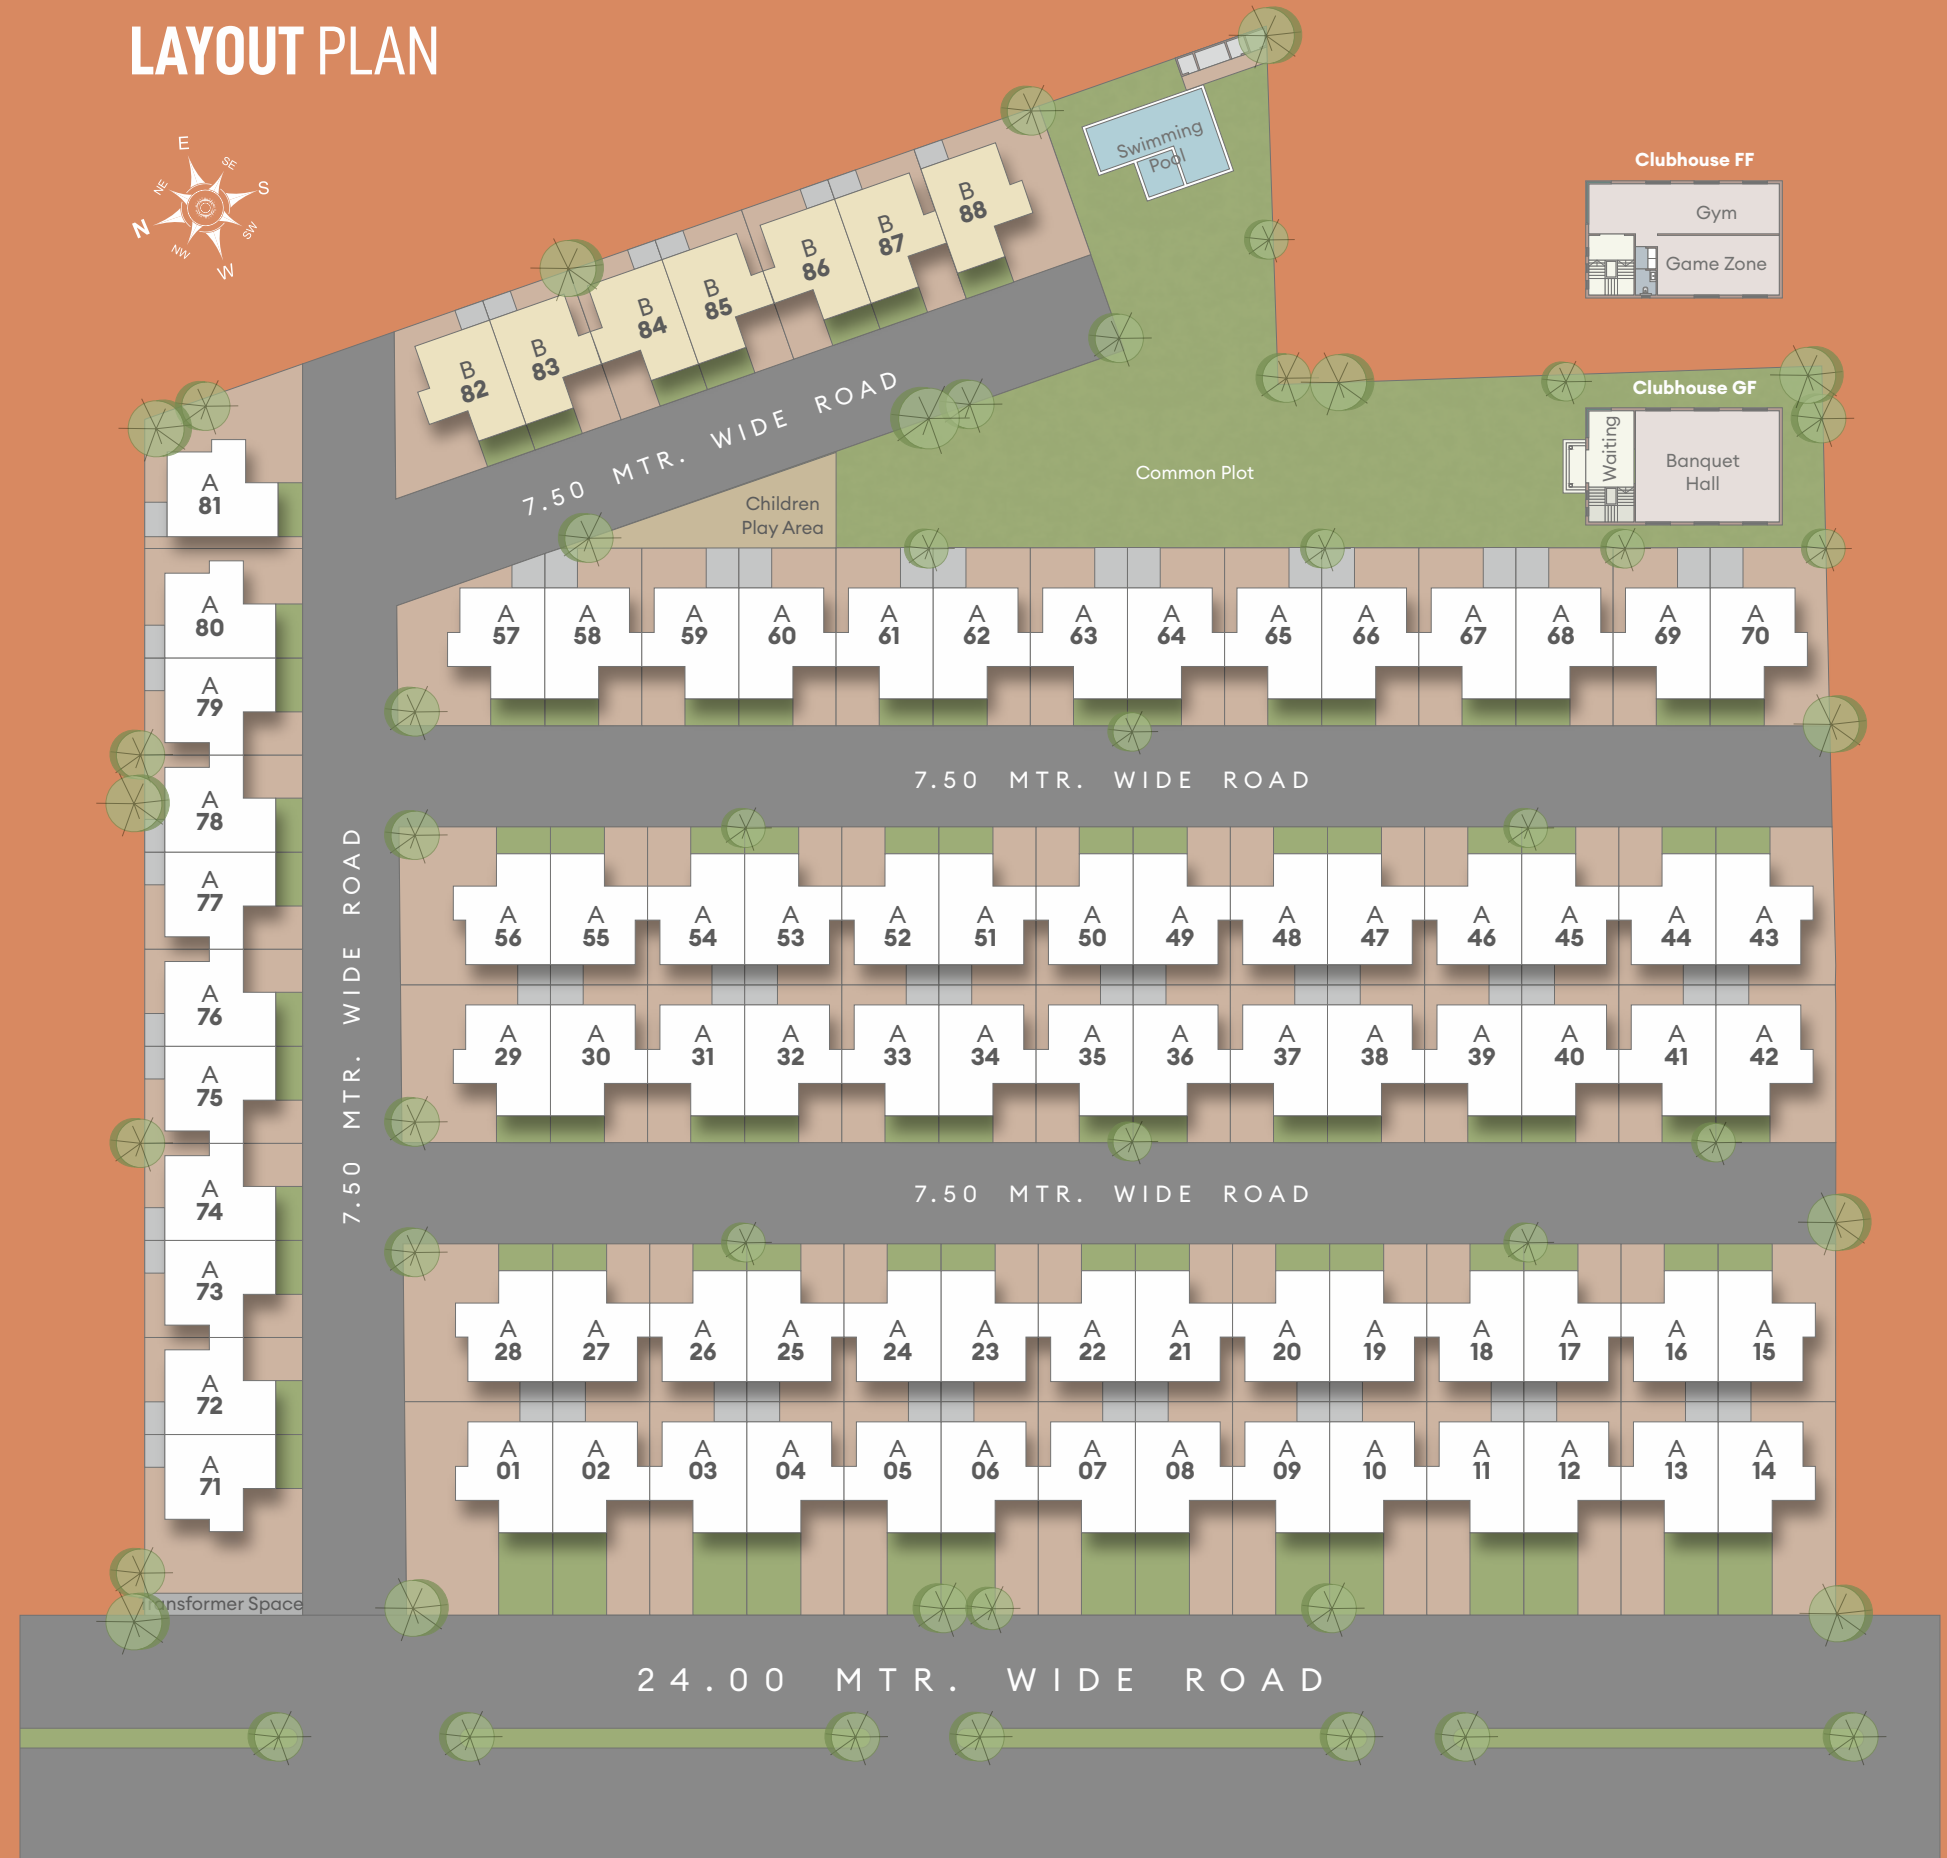 LAYOUT PLAN
E
SE
S
SW
W
NW
N
NE
Swimming
Pool
Clubhouse FF
Gym
Game Zone
Clubhouse GF
Waiting
Banquet
Hall
Common Plot
Children
Play Area
B
82
B
83
B
84
B
85
B
86
B
87
B
88
7.50 MTR. WIDE ROAD
A
81
A
80
A
79
A
78
A
77
A
76
A
75
A
74
A
73
A
72
A
71
7.50 MTR. WIDE ROAD
A A A A A A A A A A A A A A
57 58 59 60 61 62 63 64 65 66 67 68 69 70
7.50 MTR. WIDE ROAD
A A A A A A A A A A A A A A
56 55 54 53 52 51 50 49 48 47 46 45 44 43
A A A A A A A A A A A A A A
29 30 31 32 33 34 35 36 37 38 39 40 41 42
7.50 MTR. WIDE ROAD
A A A A A A A A A A A A A A
28 27 26 25 24 23 22 21 20 19 18 17 16 15
A A A A A A A A A A A A A A
01 02 03 04 05 06 07 08 09 10 11 12 13 14
Transformer Space
24.00 MTR. WIDE ROAD